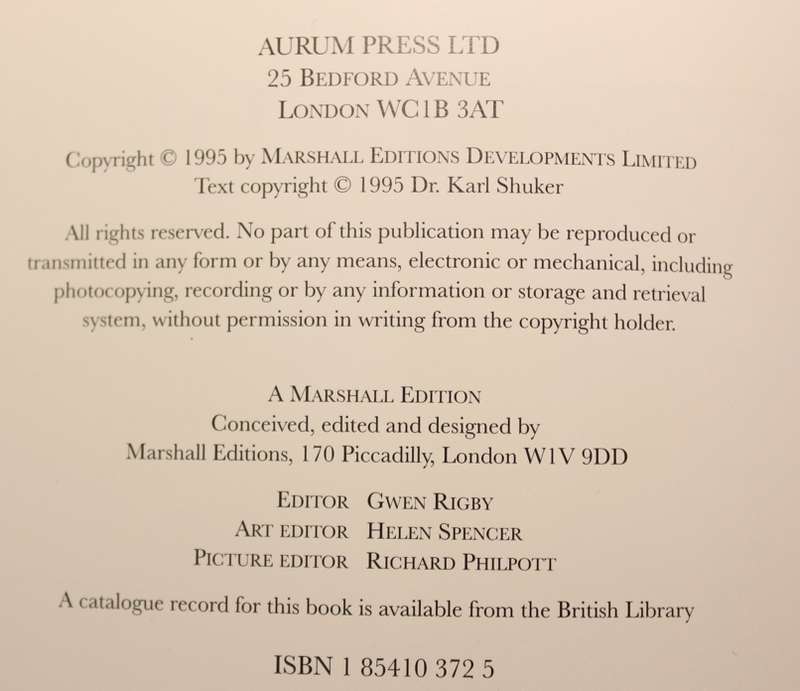 AURUM PRESS LTD
25 BEDFORD AVENUE
LONDON WC1B 3AT
Copyright © 1995 by MARSHALL EDITIONS DEVELOPMENTS LIMITED
Text copyright © 1995 Dr. Karl Shuker
All rights reserved. No part of this publication may be reproduced or
transmitted in any form or by any means, electronic or mechanical, including
photocopying, recording or by any information or storage and retrieval
system, without permission in writing from the copyright holder.
A MARSHALL EDITION
Conceived, edited and designed by
Marshall Editions, 170 Piccadilly, London W1V 9DD
EDITOR GWEN RIGBY
ART EDITOR HELEN SPENCER
PICTURE EDITOR RICHARD PHILPOTT
A catalogue record for this book is available from the British Library
ISBN 1 85410 372 5